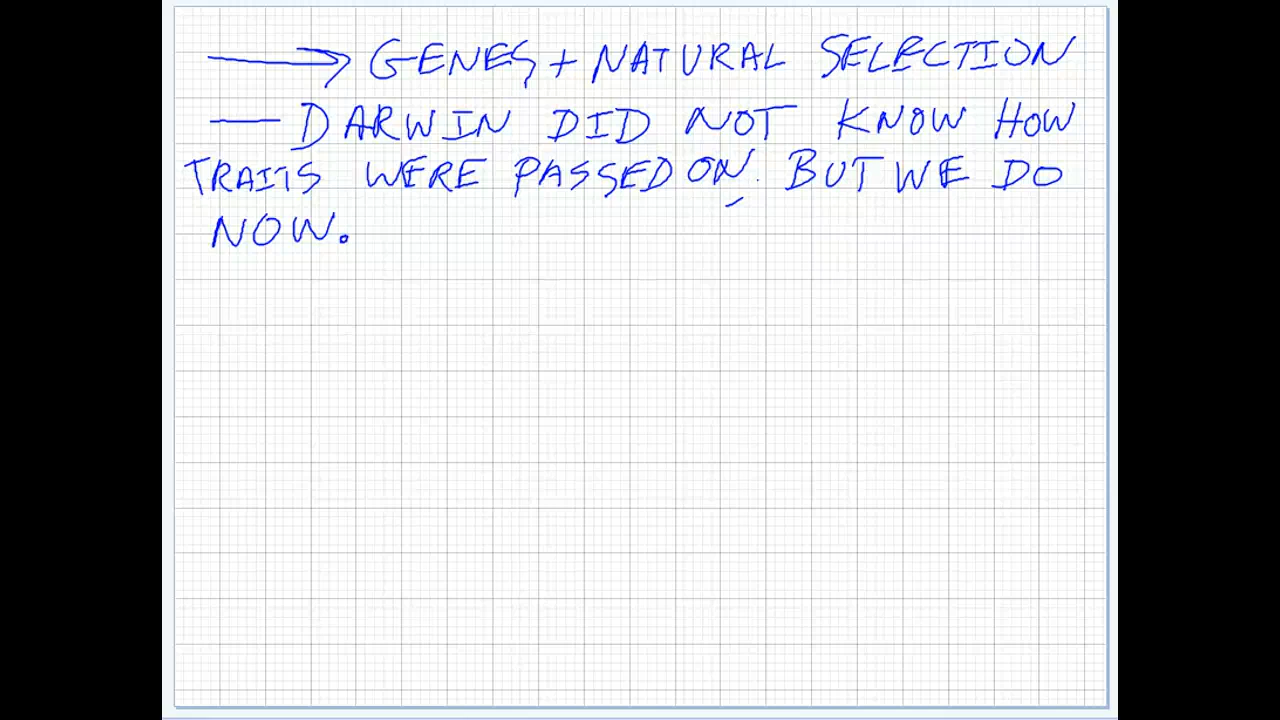 → GENES + NATURAL SELECTION
— DARWIN DID NOT KNOW HOW
TRAITS WERE PASSED ON. BUT WE DO
NOW.